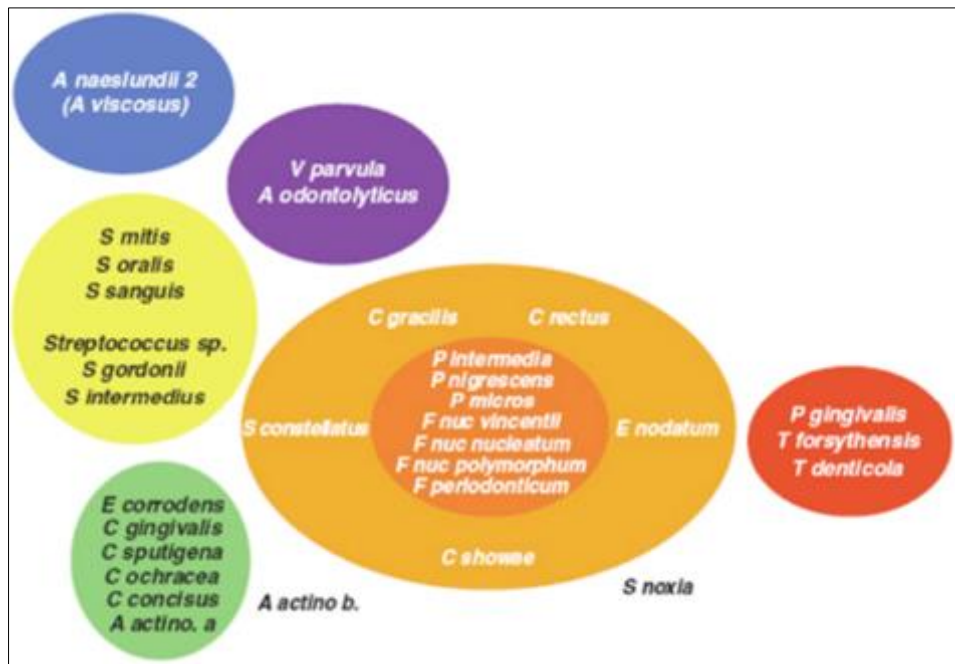 A naeslundii 2
(A viscosus)
V parvula
A odontolyticus
S mitis
S oralis
S sanguis
Streptococcus sp.
S gordonii
S intermedius
C gracilis
C rectus
P intermedia
P nigrescens
P micros
F nuc vincentii
F nuc nucleatum
F nuc polymorphum
F periodonticum
S constellatus
E nodatum
C showae
P gingivalis
T forsythensis
T denticola
E corrodens
C gingivalis
C sputigena
C ochracea
C concisus
A actino. a
A actino b.
S noxia